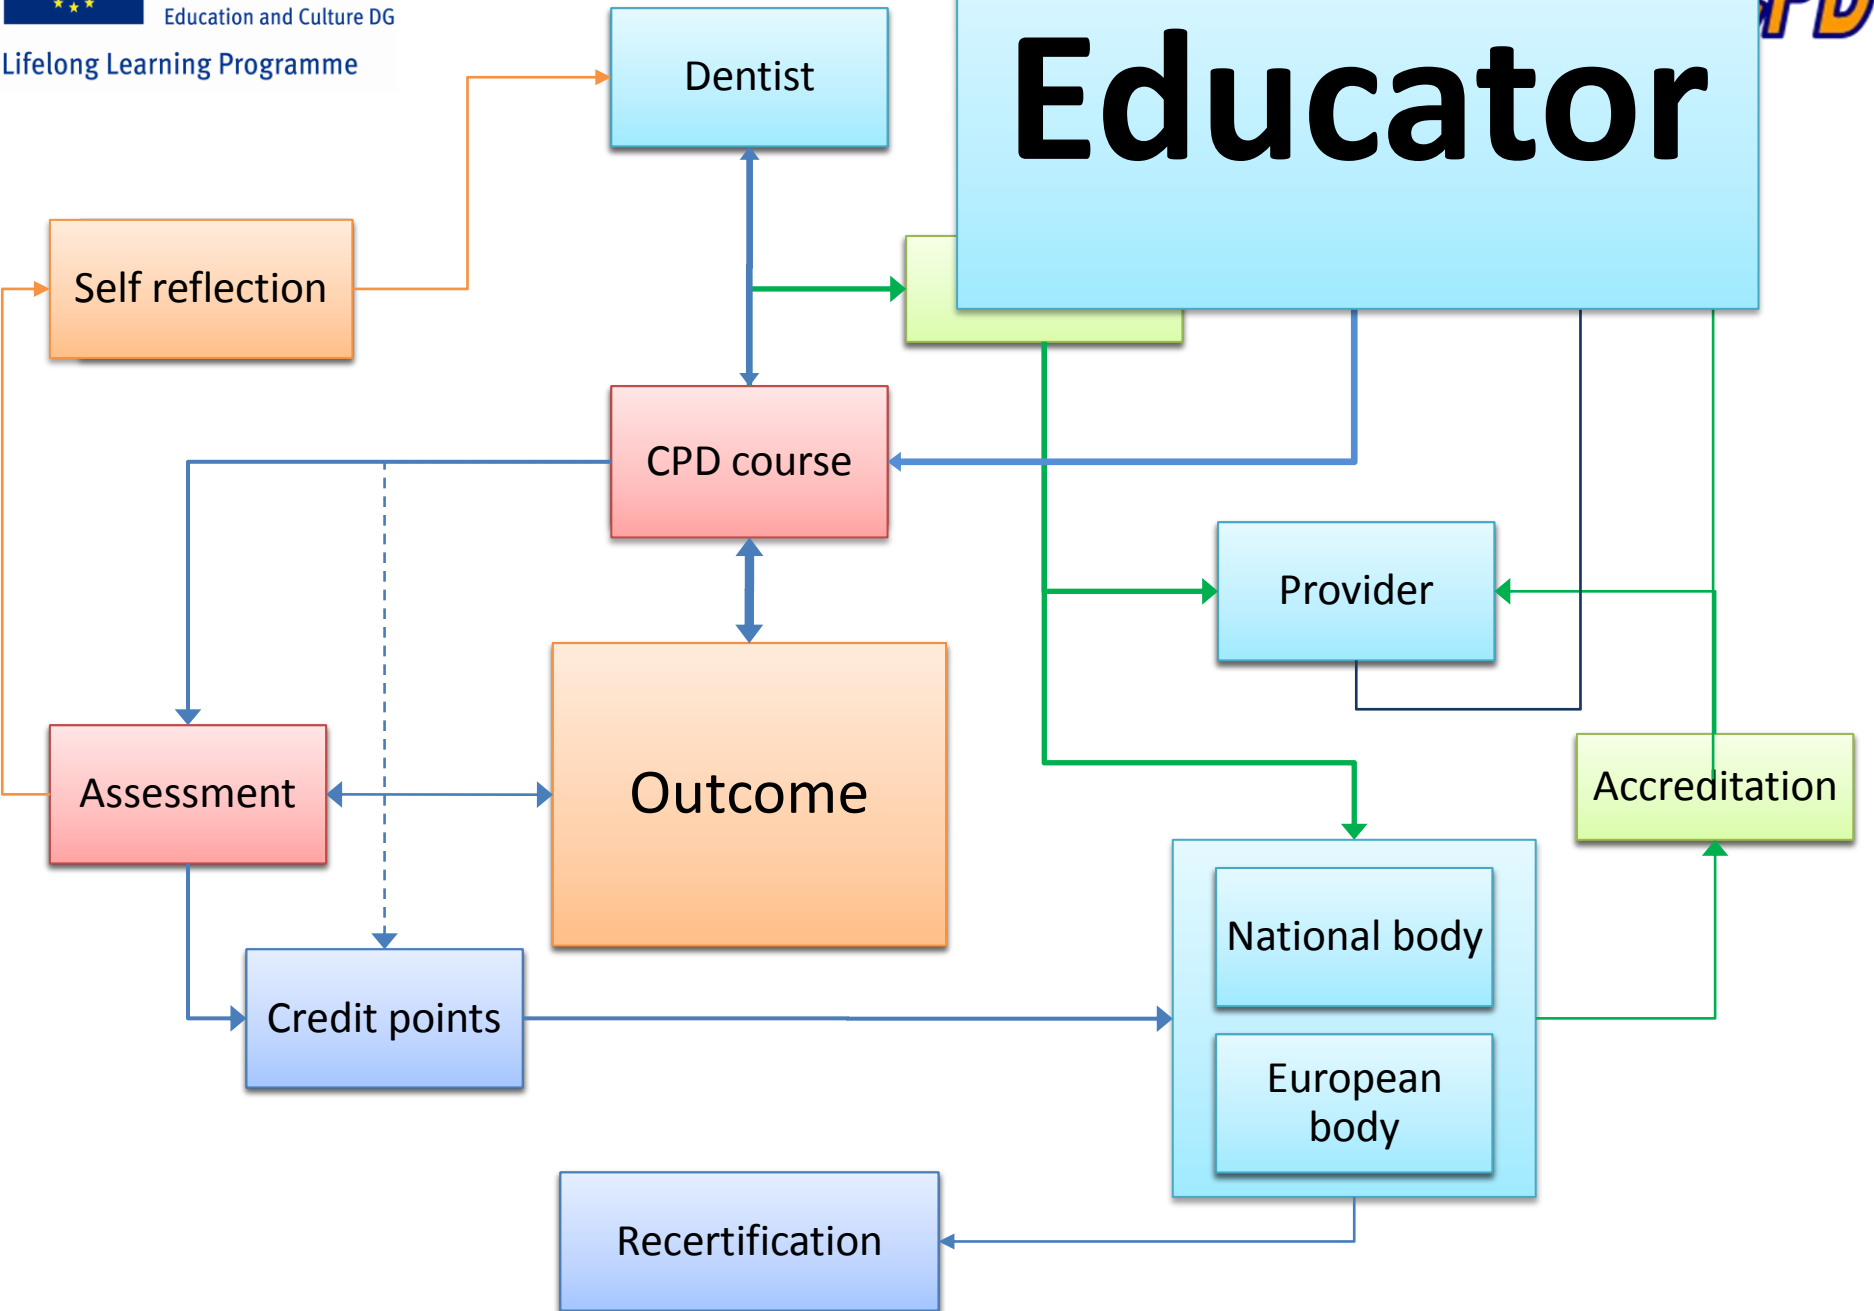 Education and Culture DG
Lifelong Learning Programme
Dentist
Educator
Self reflection
CPD course
Provider
Assessment
Outcome
Accreditation
National body
Credit points
European
body
Recertification